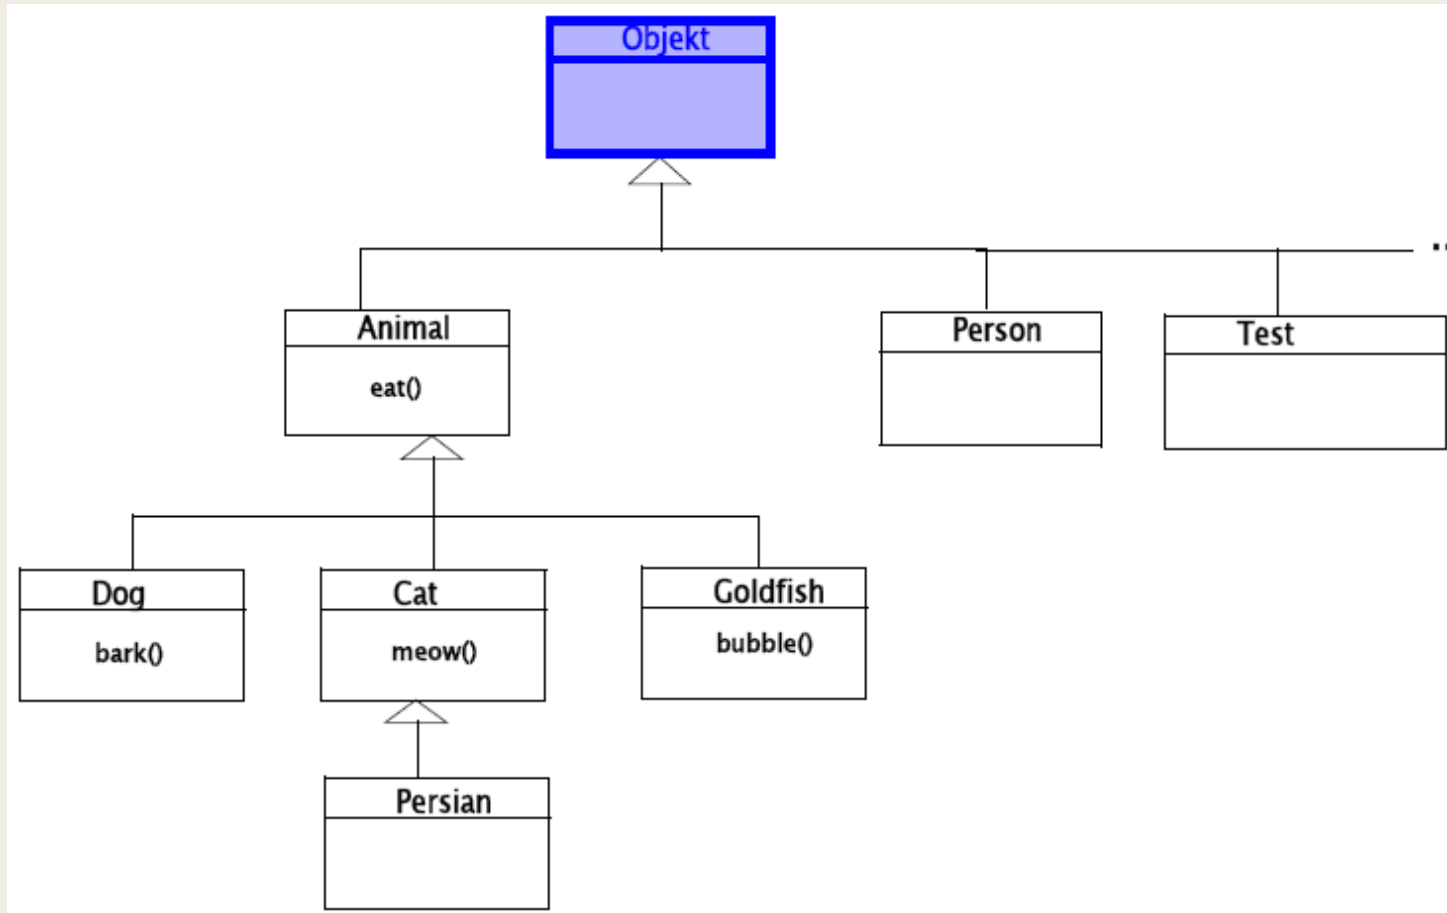 Objekt
..
Animal
eat()
Person
Test
Dog
bark()
Cat
meow()
Goldfish
bubble()
Persian